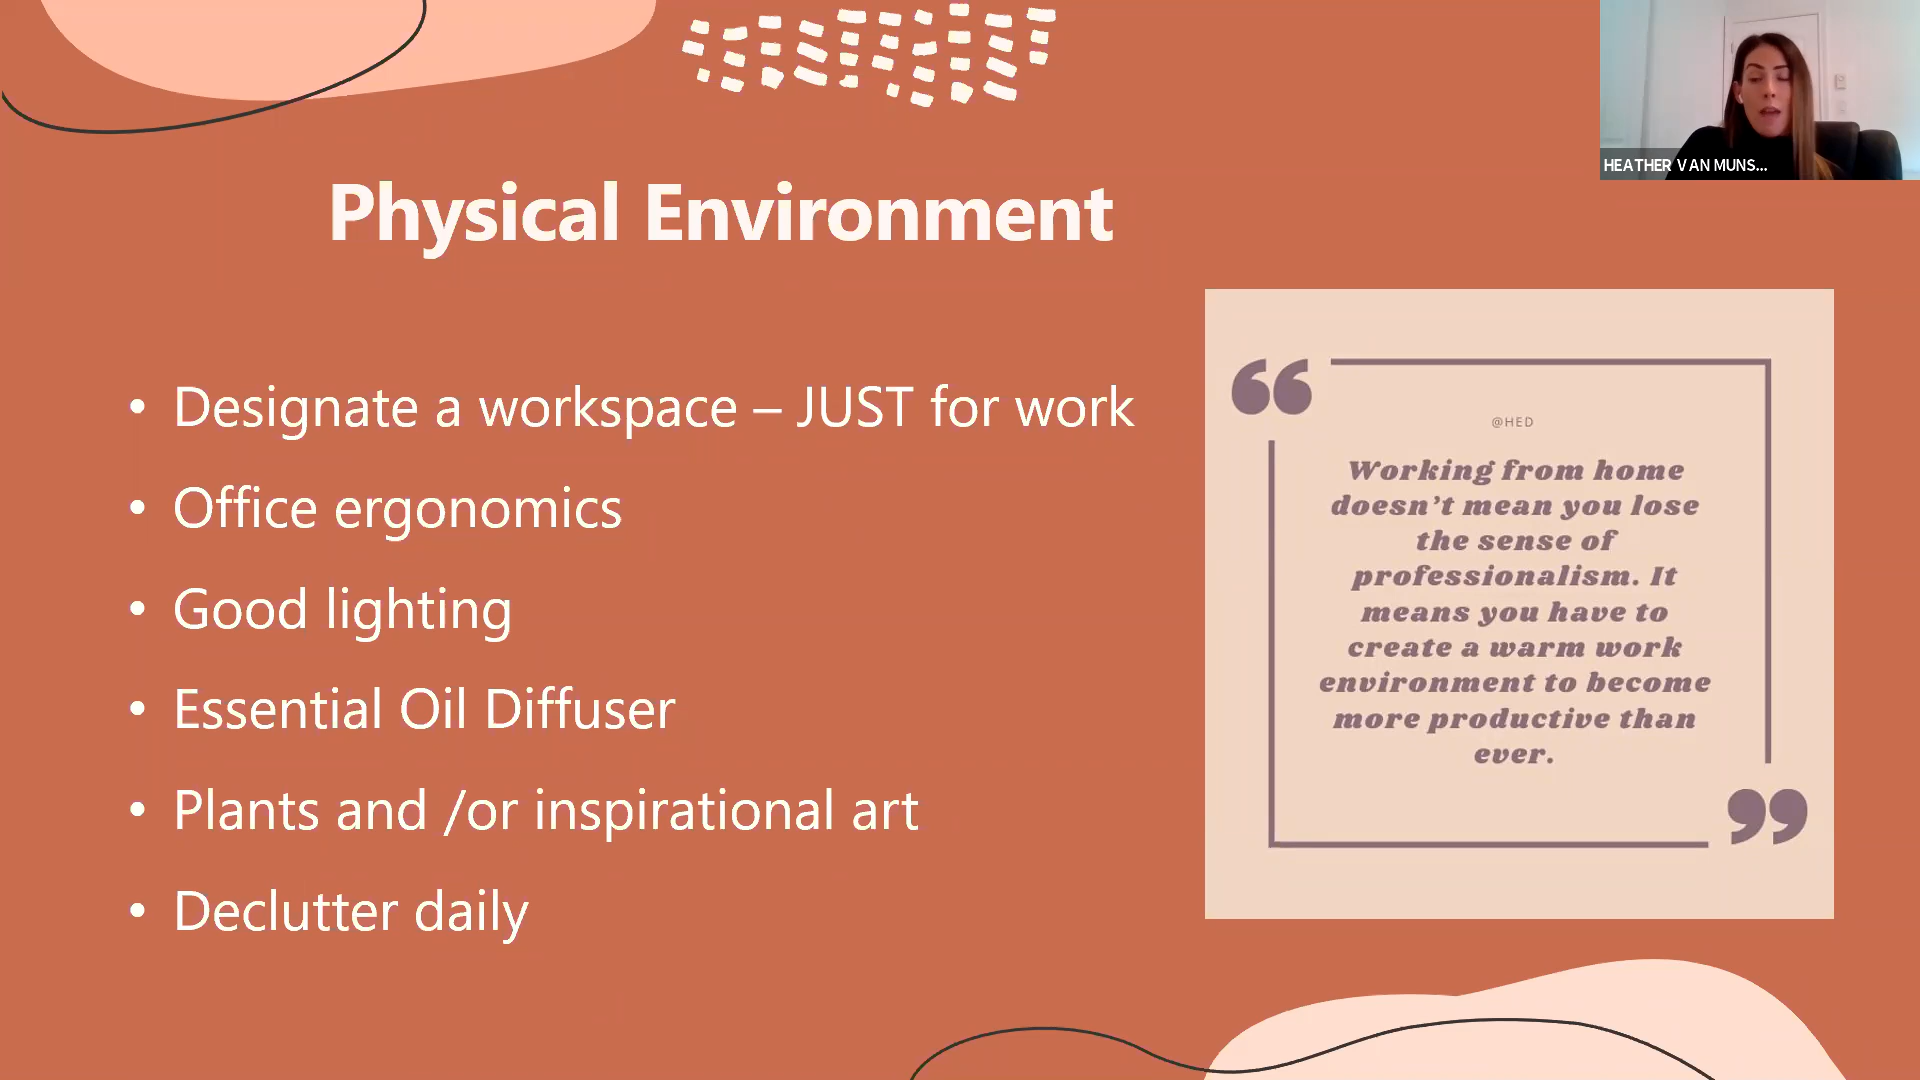 HEATHER VAN MUNS...
Physical Environment
• Designate a workspace – JUST for work
• Office ergonomics
• Good lighting
• Essential Oil Diffuser
• Plants and /or inspirational art
• Declutter daily
“
@HED
Working from home
doesn’t mean you lose
the sense of
professionalism. It
means you have to
create a warm work
environment to become
more productive than
ever.
”